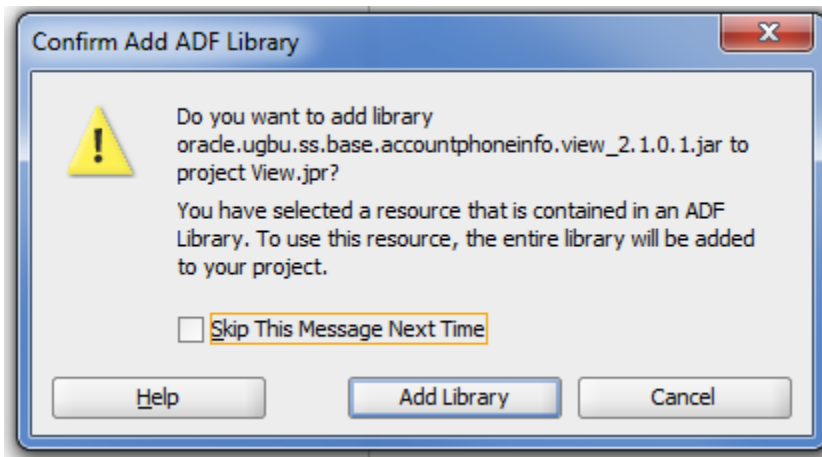 Confirm Add ADF Library
Do you want to add library
oracle.ugbu.ss.base.accountphoneinfo.view_2.1.0.1.jar to
project View.jpr?
You have selected a resource that is contained in an ADF
Library. To use this resource, the entire library will be added
to your project.
Skip This Message Next Time
Help Add Library Cancel